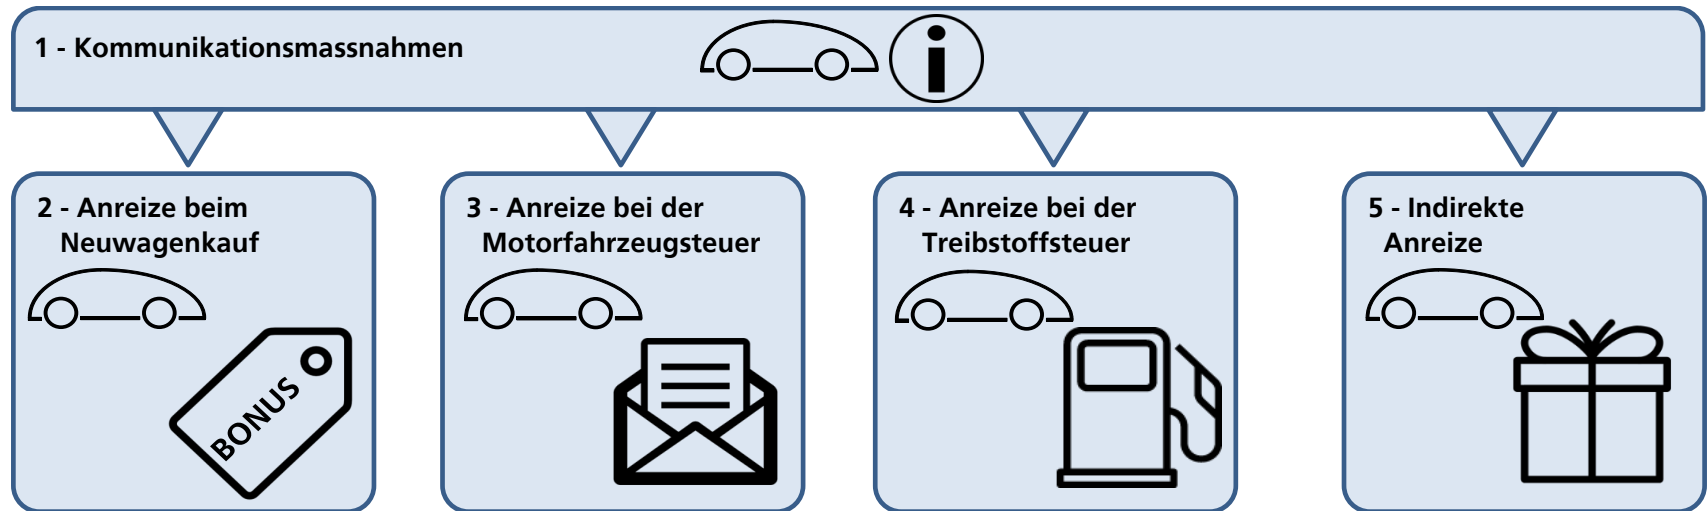 1 - Kommunikationsmassnahmen
2 - Anreize beim
Neuwagenkauf
BONUS
3 - Anreize bei der
Motorfahrzeugsteuer
4 - Anreize bei der
Treibstoffsteuer
5 - Indirekte
Anreize